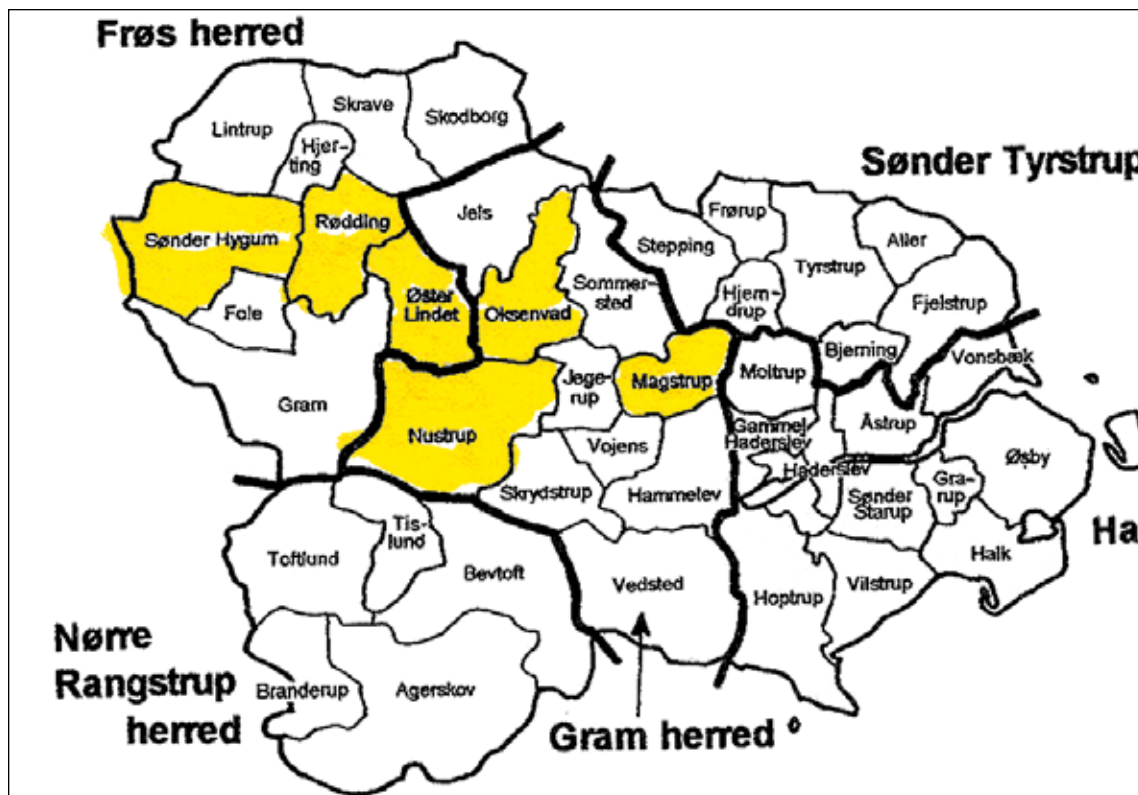 Frøs herred
Skrave
Skodborg
Lintrup
Hjer-
ting
Sønder Tyrstrup
Rødding
Jels
Frørup
Sønder Hygum
Stepping
Aller
Tyrstrup
Sommer-
sted
Hjern-
drup
Fjelstrup
Øster
Lindet
Oksenvad
Fole
Bjerning
Vonsbæk
Moltrup
Jege-
rup
Magstrup
Gram
Åstrup
Gammel
Haderslev
Nustrup
Vojens
Øsby
Haderslev
Gra-
rup
Skrydstrup
Hammelev
Sønder
Starup
Tis-
lund
Ha
Toftlund
Halk
Bevtoft
Vedsted
Vilstrup
Hoptrup
Nørre
Rangstrup
herred
Branderup
Agerskov
Gram herred